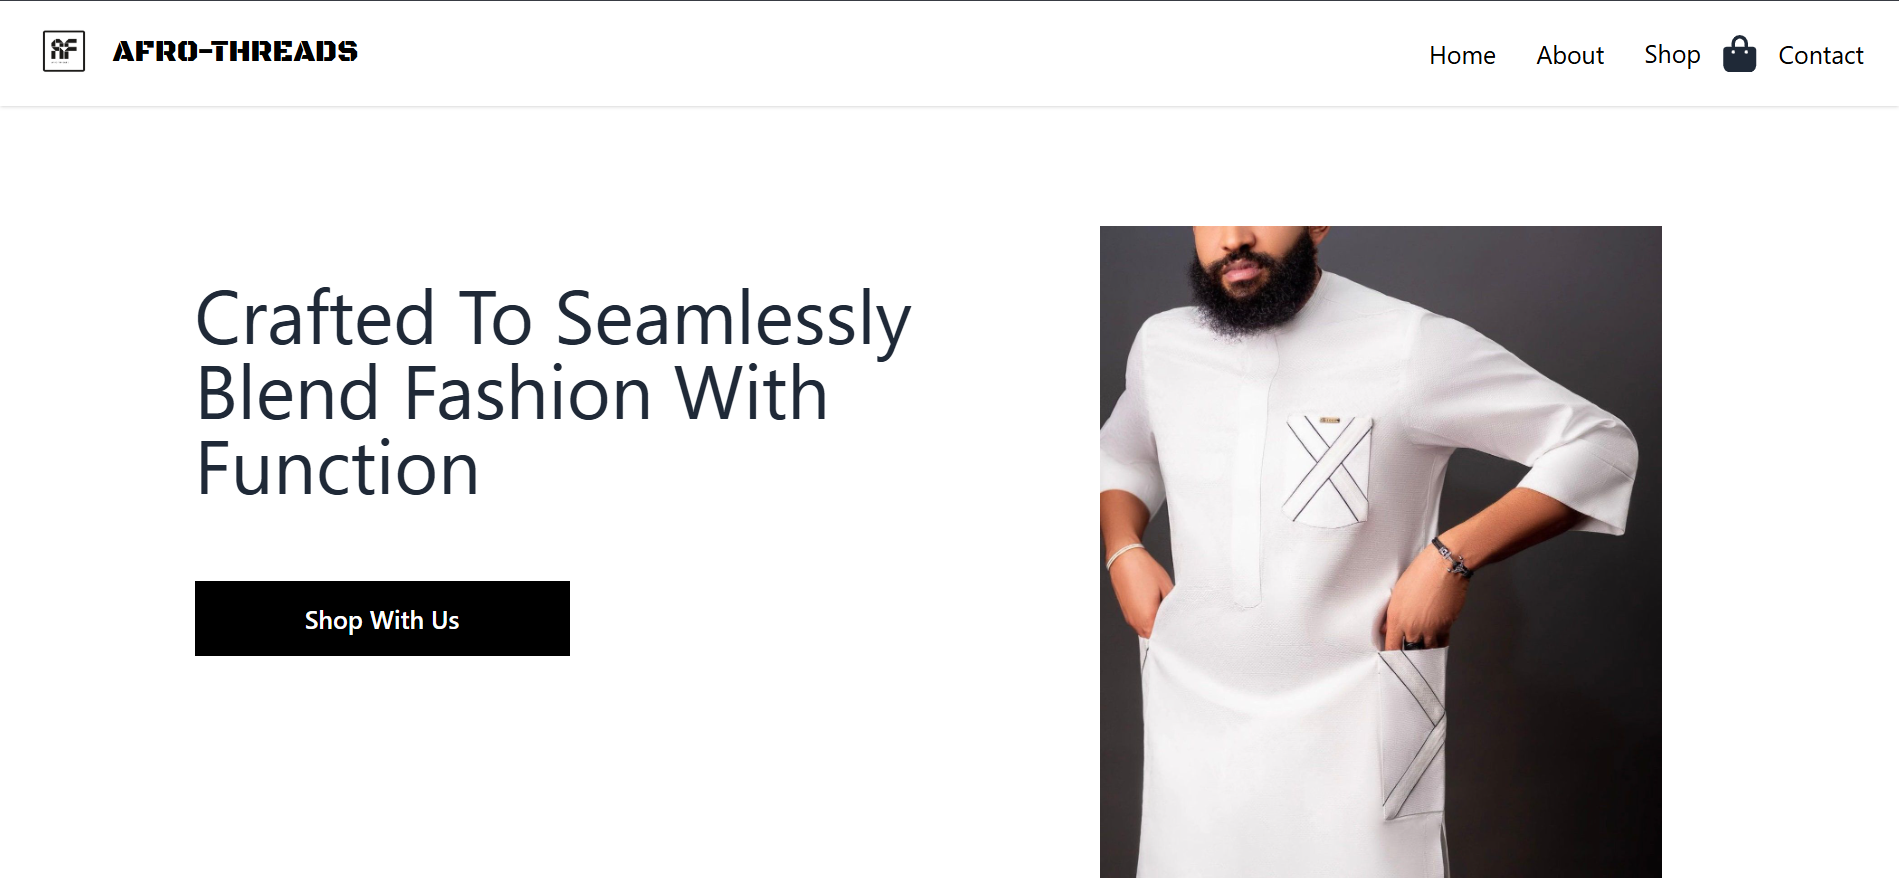 AF
AFRO-THREADS
Home
About
Shop
Contact
Crafted To Seamlessly
Blend Fashion With
Function
Shop With Us